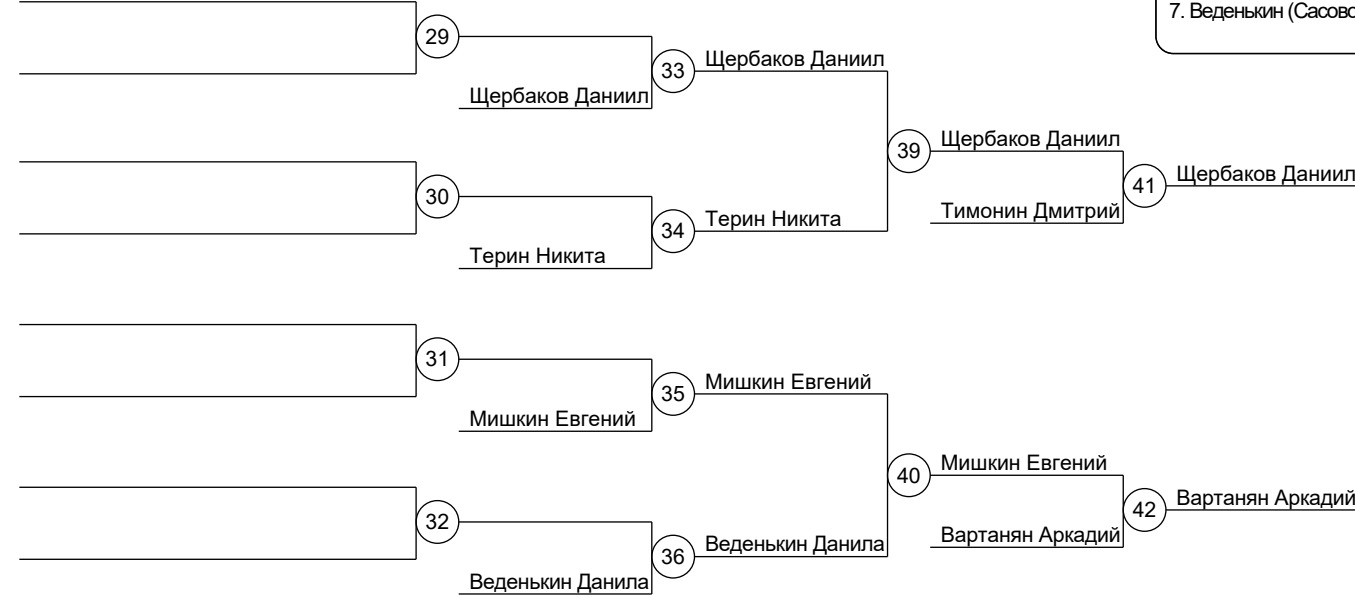 7. Веденькин (Сасово
29
33
Щербаков Даниил
Щербаков Даниил
39
Щербаков Даниил
41
Щербаков Даниил
30
34
Терин Никита
Тимонин Дмитрий
Терин Никита
31
35
Мишкин Евгений
Мишкин Евгений
40
Мишкин Евгений
42
Вартанян Аркадий
32
36
Веденькин Данила
Вартанян Аркадий
Веденькин Данила